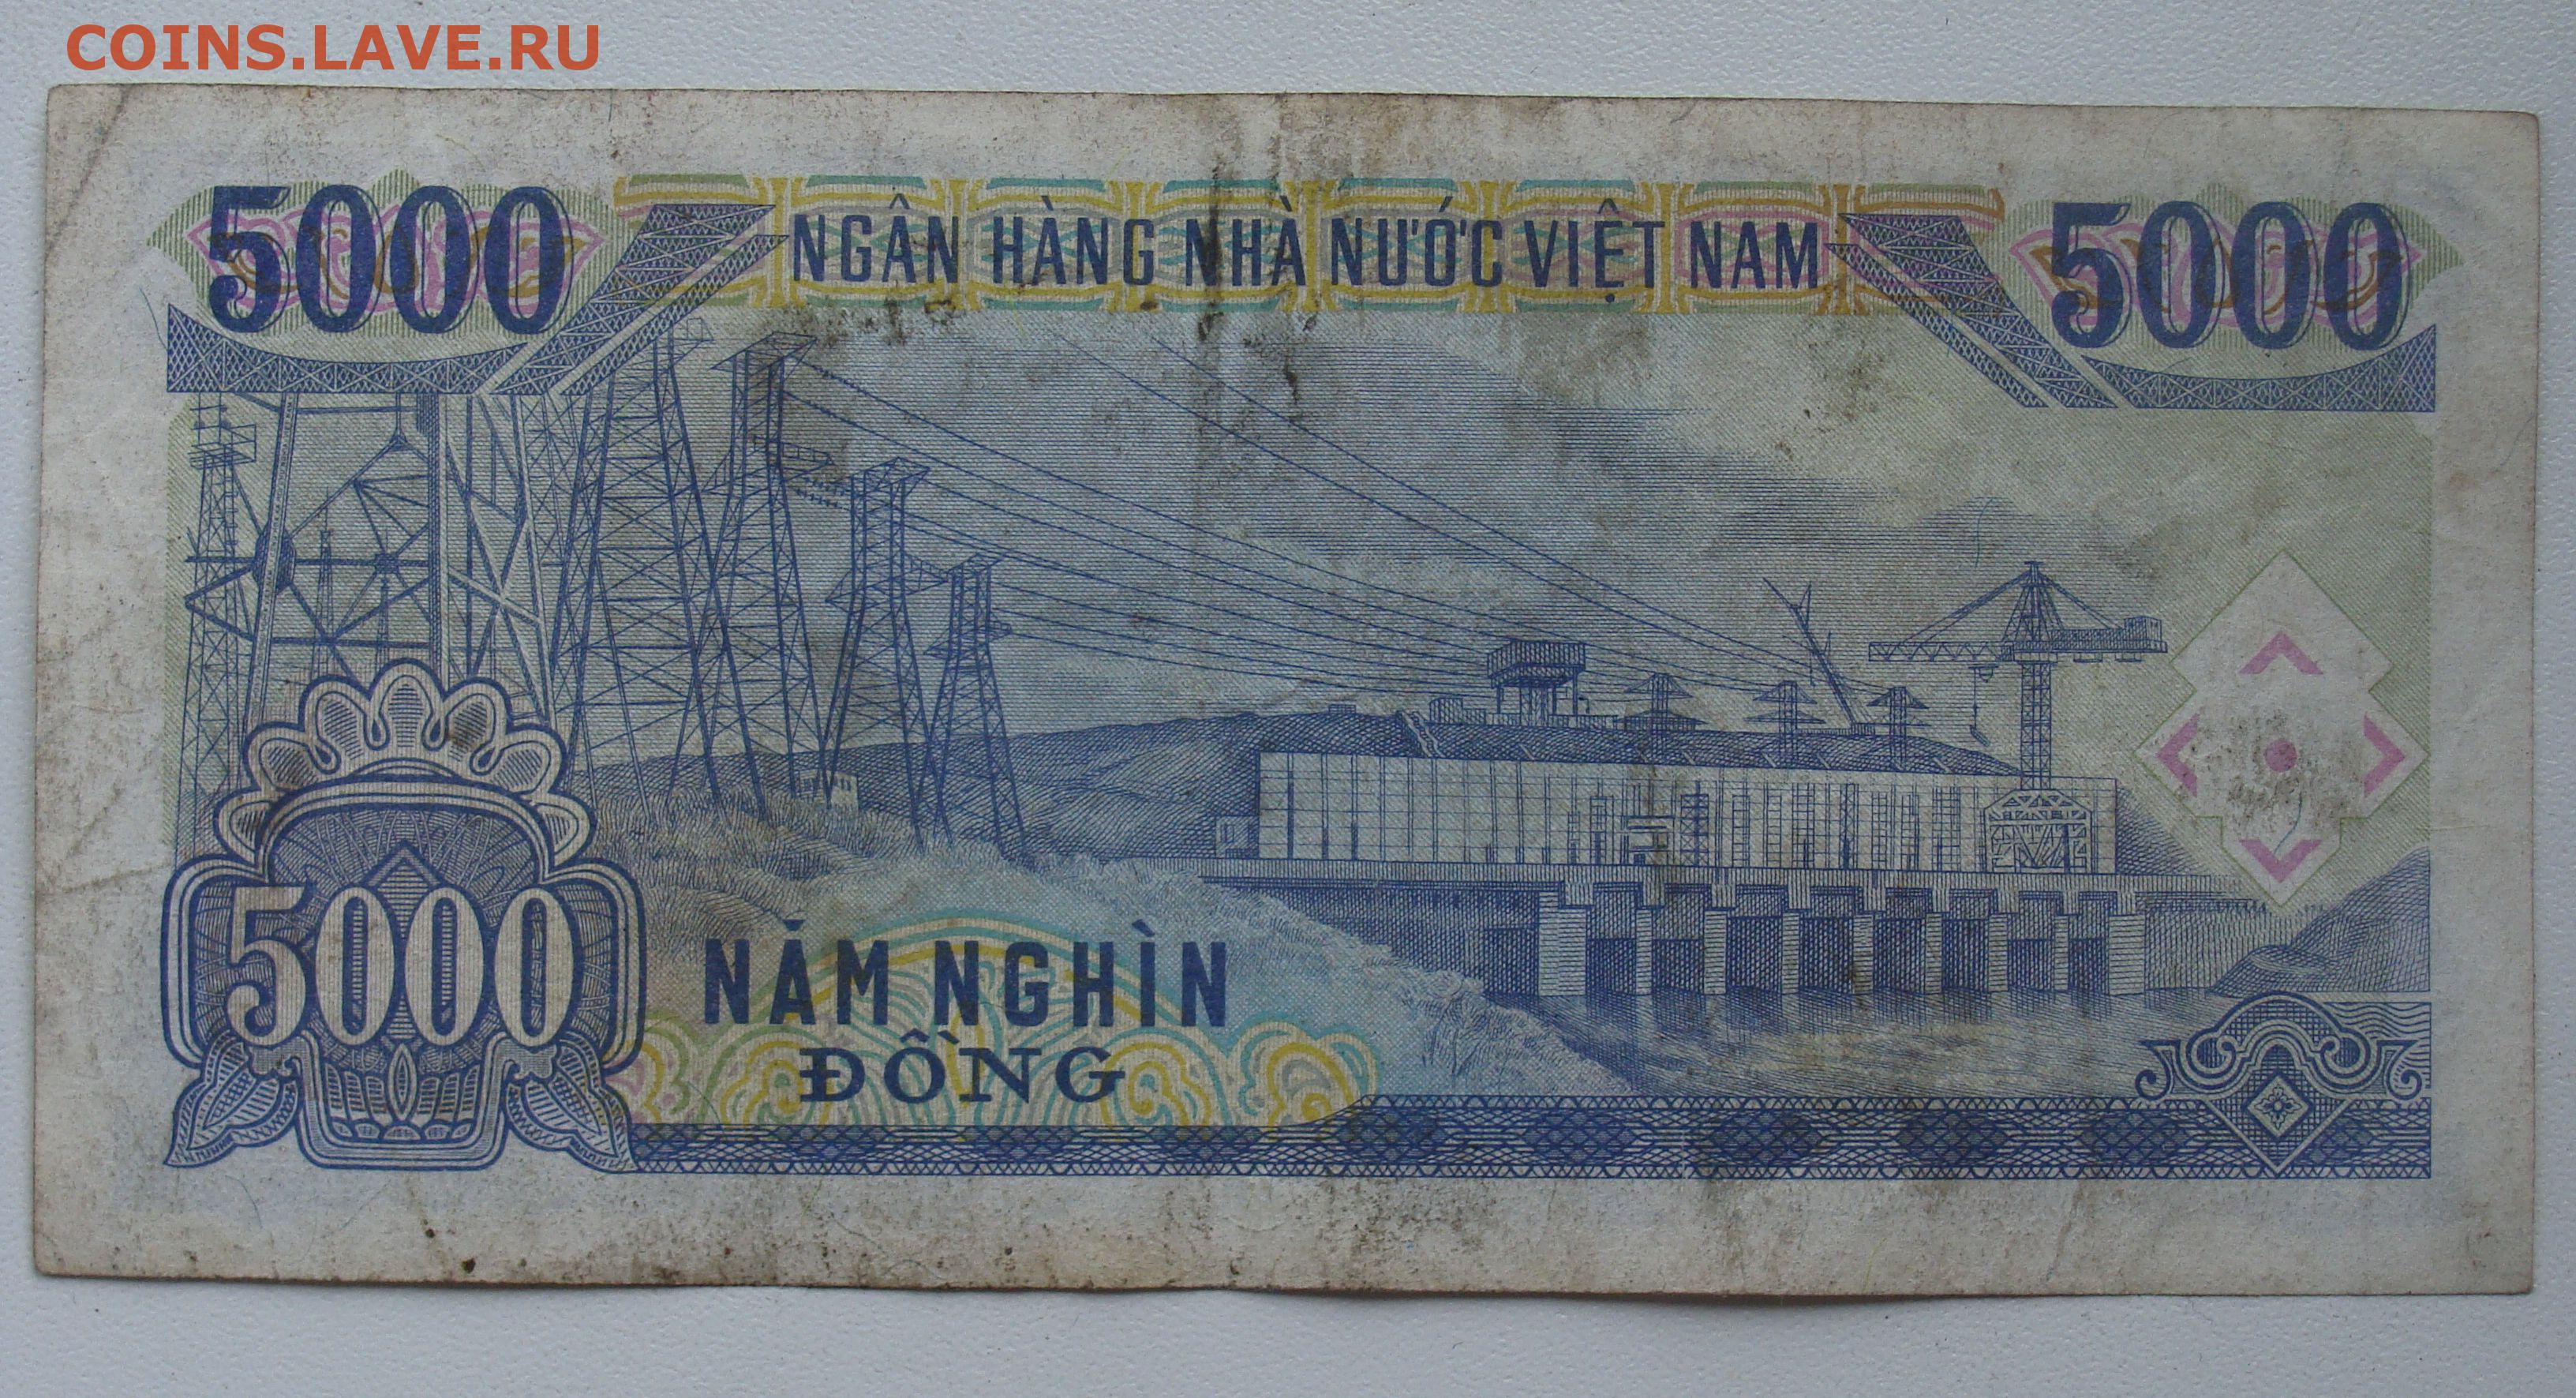 COINS.LAVE.RU
5000 NGÂN HÀNG NHÀ NƯỚC VIỆT NAM 5000
5000
NĂM NGHÌN
ĐỒNG